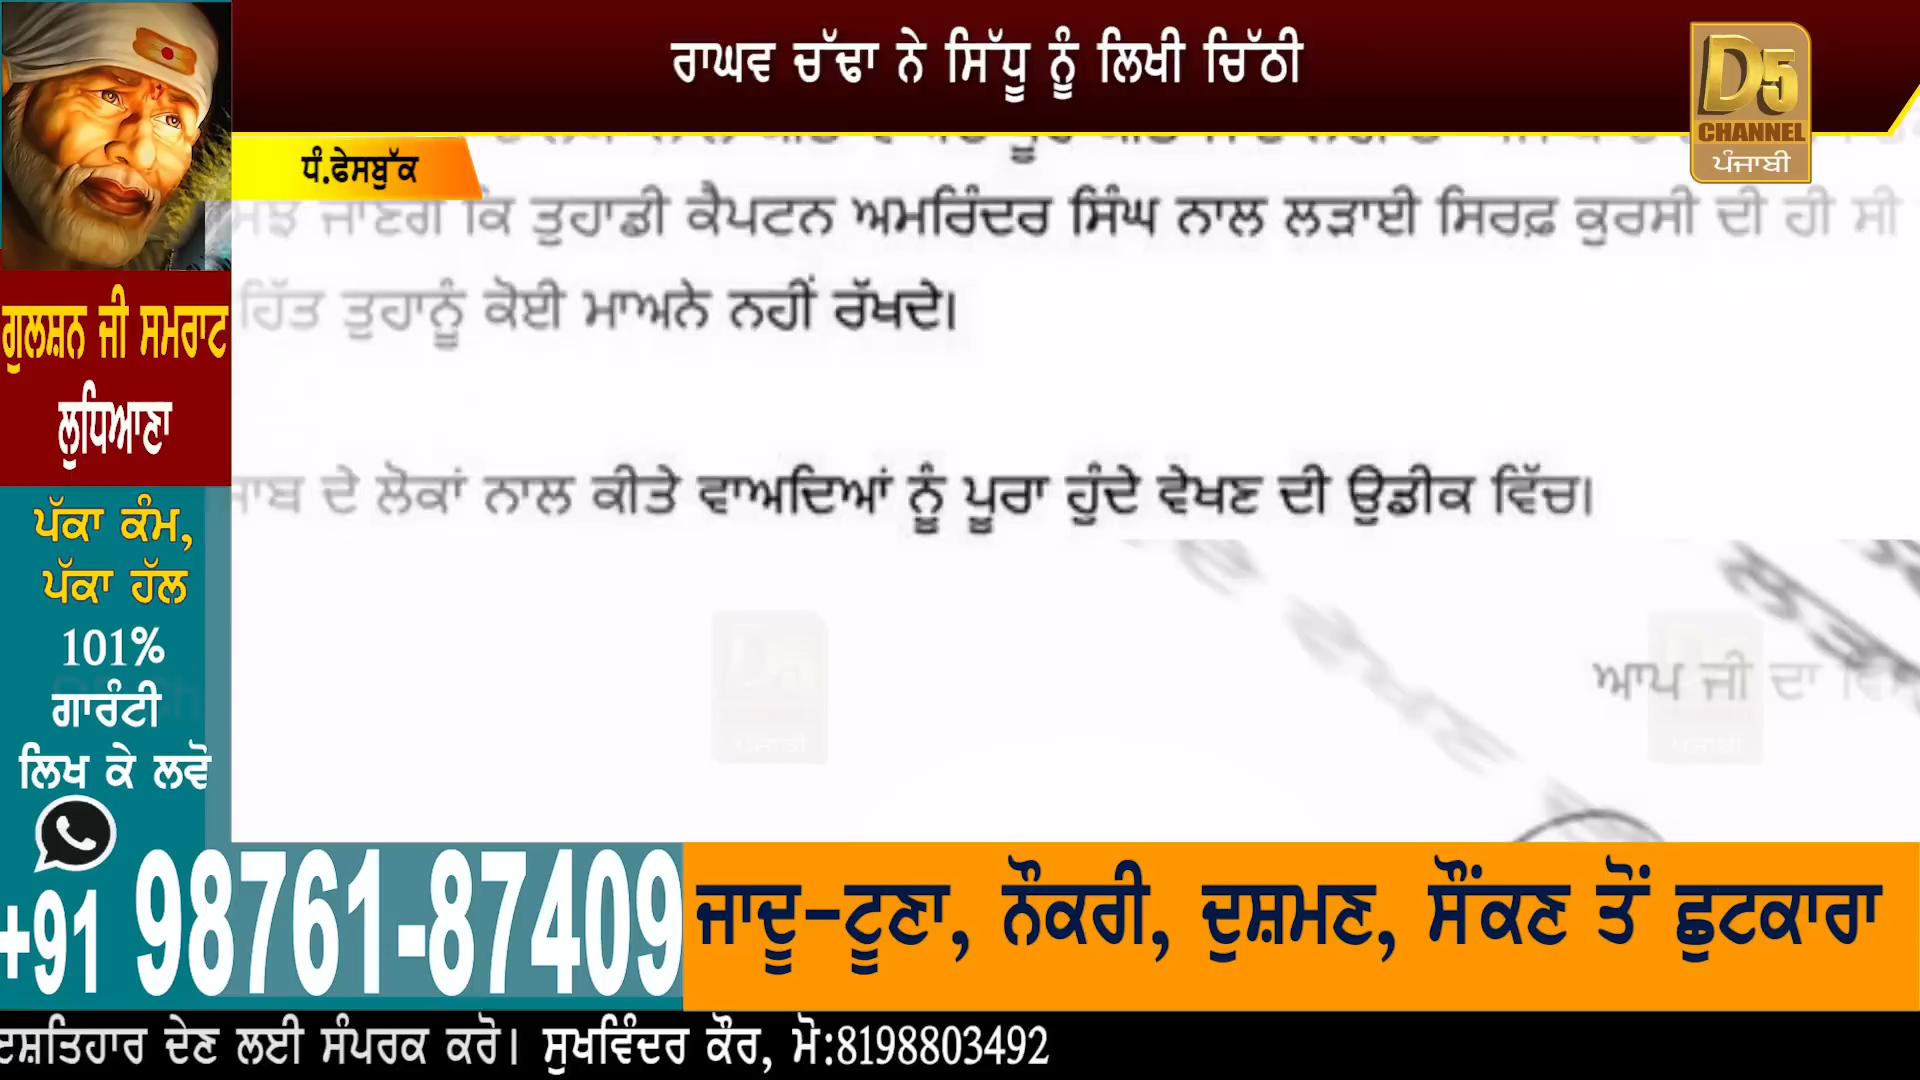 ਰਾਘਵ ਚੱਢਾ ਨੇ ਸਿੱਧੂ ਨੂੰ ਲਿਖੀ ਚਿੱਠੀ
D5
CHANNEL
ਪੰਜਾਬੀ
ਧੰ.ਫੇਸਬੁੱਕ
ਜਾਣਗੇ ਕਿ ਤੁਹਾਡੀ ਕੈਪਟਨ ਅਮਰਿੰਦਰ ਸਿੰਘ ਨਾਲ ਲੜਾਈ ਸਿਰਫ਼ ਕੁਰਸੀ ਦੀ ਹੀ ਸੀ
ਹਿੱਤ ਤੁਹਾਨੂੰ ਕੋਈ ਮਾਅਨੇ ਨਹੀਂ ਰੱਖਦੇ।
ਦੇ ਲੋਕਾਂ ਨਾਲ ਕੀਤੇ ਵਾਅਦਿਆਂ ਨੂੰ ਪੂਰਾ ਹੁੰਦੇ ਵੇਖਣ ਦੀ ਉਡੀਕ ਵਿੱਚ।
ਆਪ ਜੀ ਦਾ
ਗੁਲਸ਼ਨ ਜੀ ਸਮਰਾਟ
ਲੁਧਿਆਣਾ
ਪੱਕਾ ਕੰਮ,
ਪੱਕਾ ਹੱਲ
101%
ਗਾਰੰਟੀ
ਲਿਖ ਕੇ ਲਵੋ
+91 98761-87409
ਜਾਦੂ-ਟੂਣਾ, ਨੌਕਰੀ, ਦੁਸ਼ਮਣ, ਸੌਂਕਣ ਤੋਂ ਛੁਟਕਾਰਾ
ਇਸ਼ਤਿਹਾਰ ਦੇਣ ਲਈ ਸੰਪਰਕ ਕਰੋ। ਸੁਖਵਿੰਦਰ ਕੌਰ, ਮੋ:8198803492